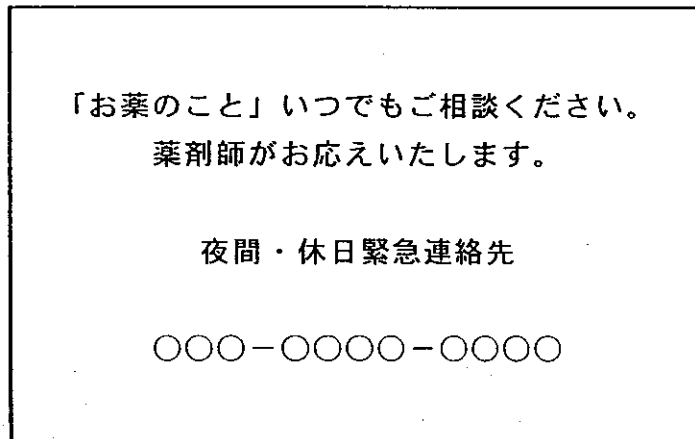 「お薬のこと」いつでもご相談ください。
薬剤師がお応えいたします。
夜間・休日緊急連絡先
○○○－○○○○－○○○○